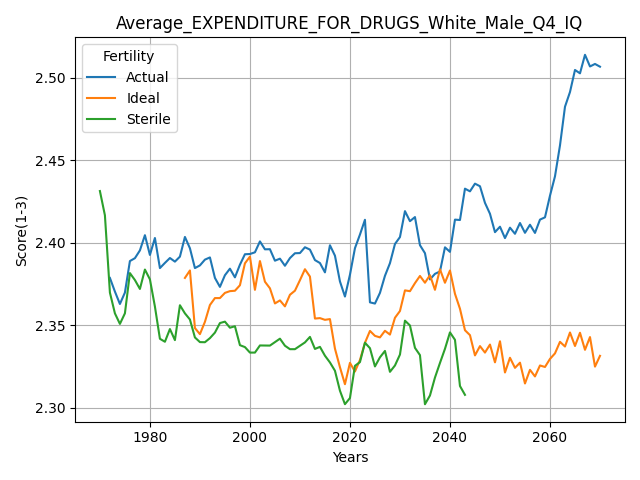 Average_EXPENDITURE_FOR_DRUGS_White_Male_Q4_IQ
Fertility
Actual
Ideal
Sterile
Score(1-3)
2.50
2.45
2.40
2.35
2.30
1980 2000 2020 2040 2060
Years